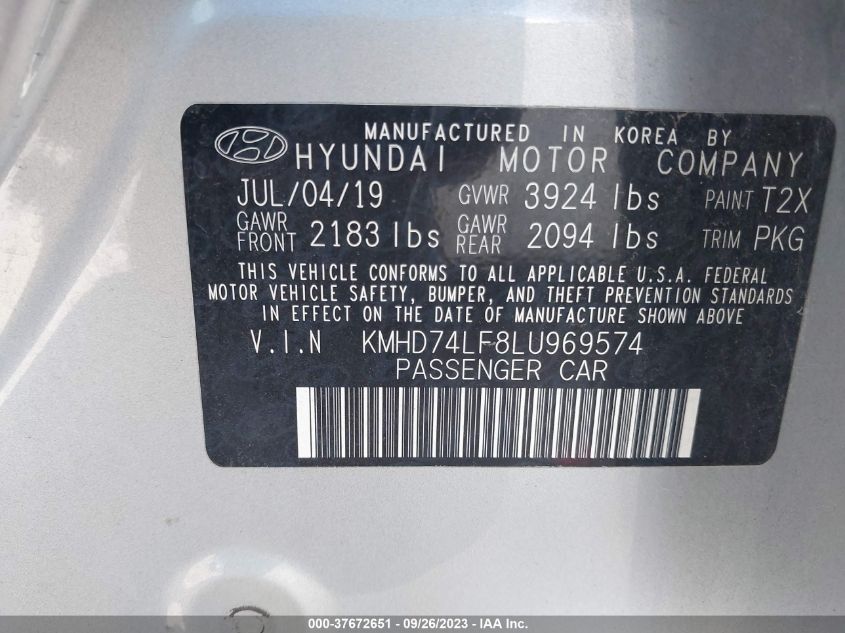 MANUFACTURED IN KOREA BY
HYUNDAI MOTOR COMPANY
JUL/04/19 GVWR 3924 lbs PAINT T2X
GAWR FRONT 2183 lbs GAWR REAR 2094 lbs TRIM PKG
THIS VEHICLE CONFORMS TO ALL APPLICABLE U.S.A. FEDERAL
MOTOR VEHICLE SAFETY, BUMPER, AND THEFT PREVENTION STANDARDS
IN EFFECT ON THE DATE OF MANUFACTURE SHOWN ABOVE
V.I.N KMHD74LF8LU969574
PASSENGER CAR
000-37672651 - 09/26/2023 - IAA Inc.